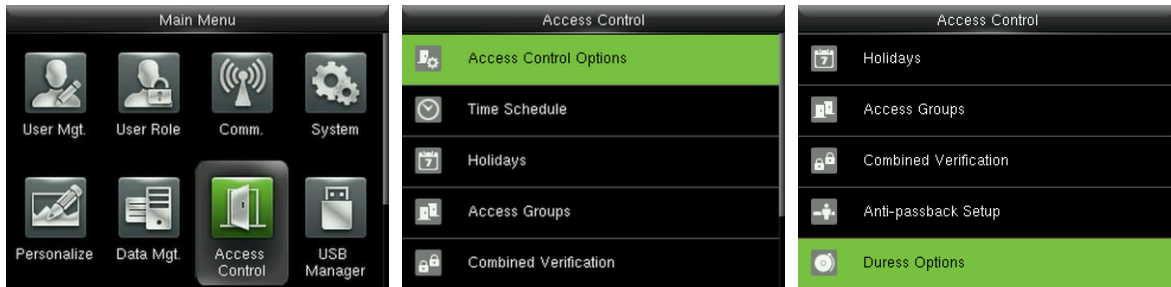 Main Menu
User Mgt.
User Role
Comm.
System
Personalize
Data Mgt.
Access
Control
USB
Manager
Access Control
Access Control Options
Time Schedule
7
Holidays
Access Groups
Combined Verification
Access Control
7
Holidays
Access Groups
Combined Verification
Anti-passback Setup
Duress Options